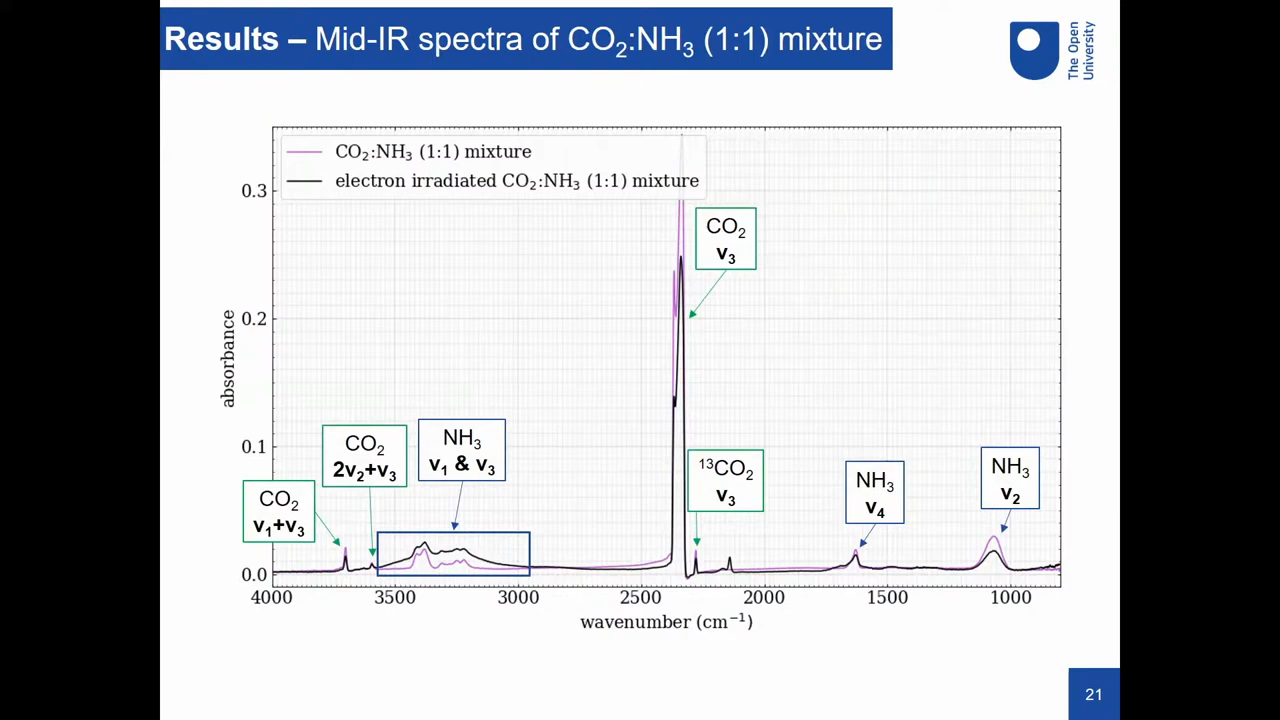 Results – Mid-IR spectra of CO₂:NH₃ (1:1) mixture
The Open
University
CO₂:NH₃ (1:1) mixture
electron irradiated CO₂:NH₃ (1:1) mixture
0.3
0.2
0.1
0.0
absorbance
CO₂
v₃
CO₂
2v₂+v₃
NH₃
v₁ & v₃
CO₂
v₁+v₃
¹³CO₂
v₃
NH₃
v₄
NH₃
v₂
4000 3500 3000 2500 2000 1500 1000
wavenumber (cm⁻¹)
21